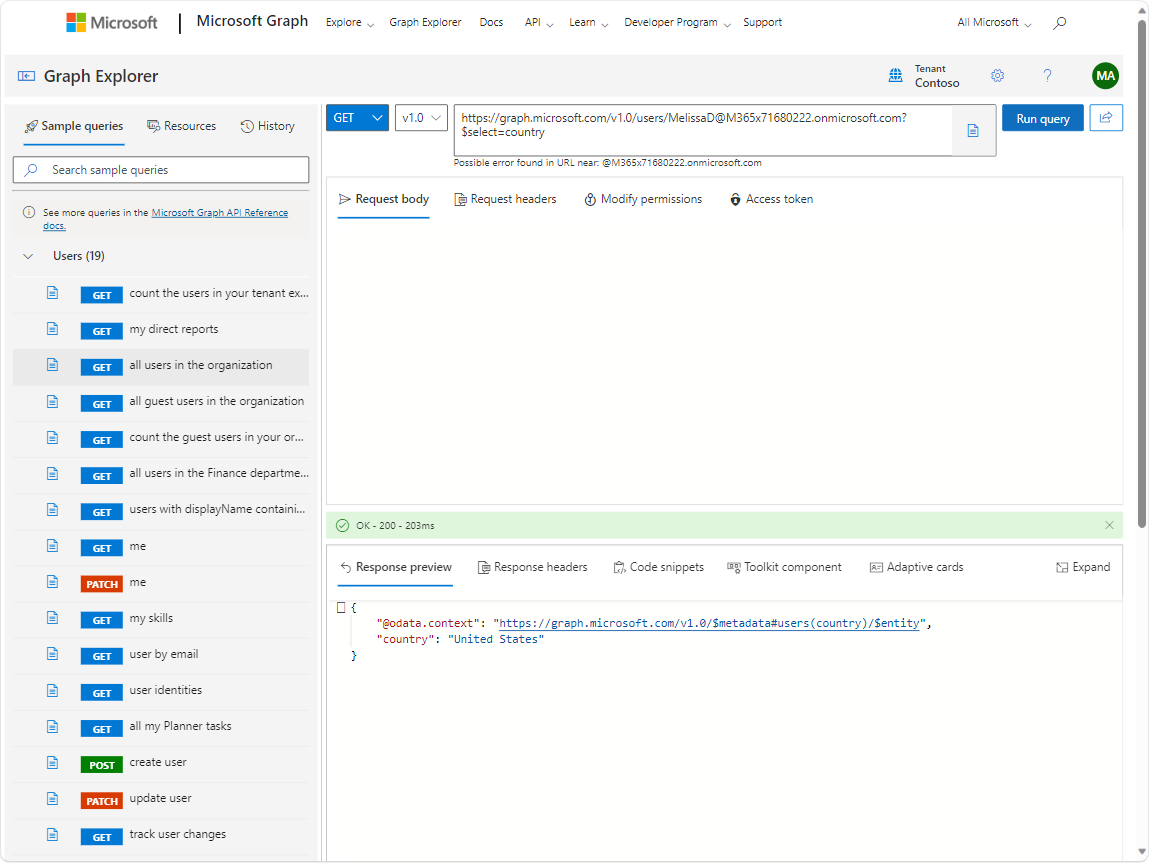 Microsoft
Microsoft Graph
Explore
Graph Explorer
Docs
API
Learn
Developer Program
Support
All Microsoft
Graph Explorer
Tenant
Contoso
?
MA
Sample queries
Resources
History
Search sample queries
See more queries in the Microsoft Graph API Reference
docs.
Users (19)
GET count the users in your tenant ex...
GET my direct reports
GET all users in the organization
GET all guest users in the organization
GET count the guest users in your or...
GET all users in the Finance departme...
GET users with displayName containi...
GET me
PATCH me
GET my skills
GET user by email
GET user identities
GET all my Planner tasks
POST create user
PATCH update user
GET track user changes
GET
v1.0
https://graph.microsoft.com/v1.0/users/MelissaD@M365x71680222.onmicrosoft.com?
$select=country
Run query
Possible error found in URL near: @M365x71680222.onmicrosoft.com
Request body
Request headers
Modify permissions
Access token
OK - 200 - 203ms
Response preview
Response headers
Code snippets
Toolkit component
Adaptive cards
Expand
{
"@odata.context": "https://graph.microsoft.com/v1.0/$metadata#users(country)/$entity",
"country": "United States"
}